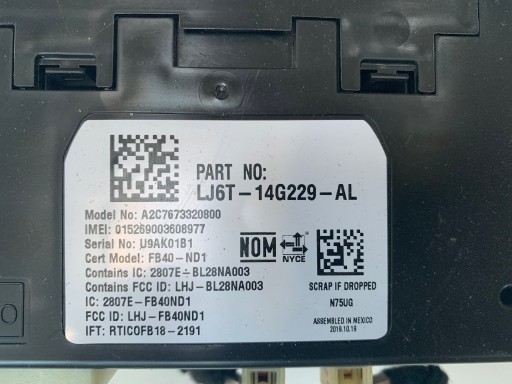 PART NO:
LJ6T-14G229-AL
Model No: A2C7673320800
IMEI: 015269003608977
Serial No: U9AK01B1
Cert Model: FB40-ND1
Contains IC: 2807E-BL28NA003
Contains FCC ID: LHJ-BL28NA003
IC: 2807E-FB40ND1
FCC ID: LHJ-FB40ND1
IFT: RTICOFB18-2191
NOM
NYCE
SCRAP IF DROPPED
N75UG
ASSEMBLED IN MEXICO
2019.10.19